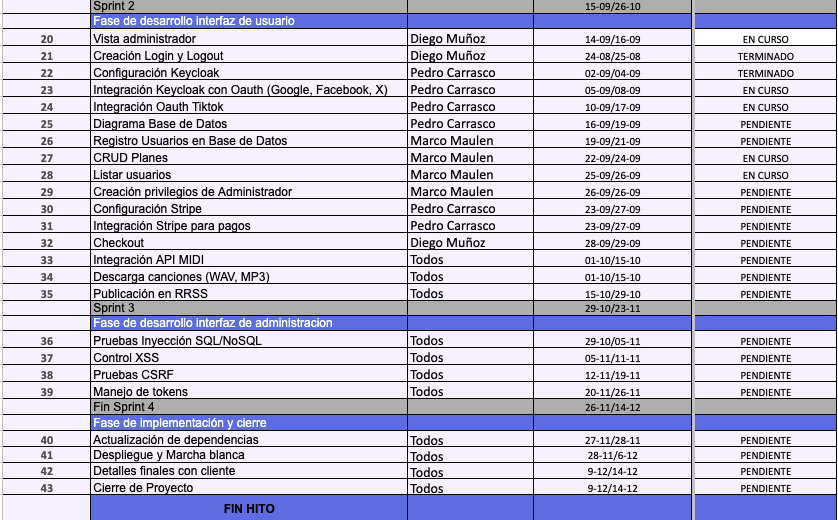 Sprint 2 15-09/26-10
Fase de desarrollo interfaz de usuario
20 Vista administrador Diego Muñoz 14-09/16-09 EN CURSO
21 Creación Login y Logout Diego Muñoz 24-08/25-08 TERMINADO
22 Configuración Keycloak Pedro Carrasco 02-09/04-09 TERMINADO
23 Integración Keycloak con Oauth (Google, Facebook, X) Pedro Carrasco 05-09/08-09 EN CURSO
24 Integración Oauth Tiktok Pedro Carrasco 10-09/17-09 EN CURSO
25 Diagrama Base de Datos Pedro Carrasco 16-09/19-09 PENDIENTE
26 Registro Usuarios en Base de Datos Marco Maulen 19-09/21-09 PENDIENTE
27 CRUD Planes Marco Maulen 22-09/24-09 EN CURSO
28 Listar usuarios Marco Maulen 25-09/26-09 EN CURSO
29 Creación privilegios de Administrador Marco Maulen 26-09/26-09 PENDIENTE
30 Configuración Stripe Pedro Carrasco 23-09/27-09 PENDIENTE
31 Integración Stripe para pagos Pedro Carrasco 23-09/27-09 PENDIENTE
32 Checkout Diego Muñoz 28-09/29-09 PENDIENTE
33 Integración API MIDI Todos 01-10/15-10 PENDIENTE
34 Descarga canciones (WAV, MP3) Todos 01-10/15-10 PENDIENTE
35 Publicación en RRSS Todos 15-10/29-10 PENDIENTE
Sprint 3 29-10/23-11
Fase de desarrollo interfaz de administracion
36 Pruebas Inyección SQL/NoSQL Todos 29-10/05-11 PENDIENTE
37 Control XSS Todos 05-11/11-11 PENDIENTE
38 Pruebas CSRF Todos 12-11/19-11 PENDIENTE
39 Manejo de tokens Todos 20-11/26-11 PENDIENTE
Fin Sprint 4 26-11/14-12
Fase de implementación y cierre
40 Actualización de dependencias Todos 27-11/28-11 PENDIENTE
41 Despliegue y Marcha blanca Todos 28-11/6-12 PENDIENTE
42 Detalles finales con cliente Todos 9-12/14-12 PENDIENTE
43 Cierre de Proyecto Todos 9-12/14-12 PENDIENTE
FIN HITO